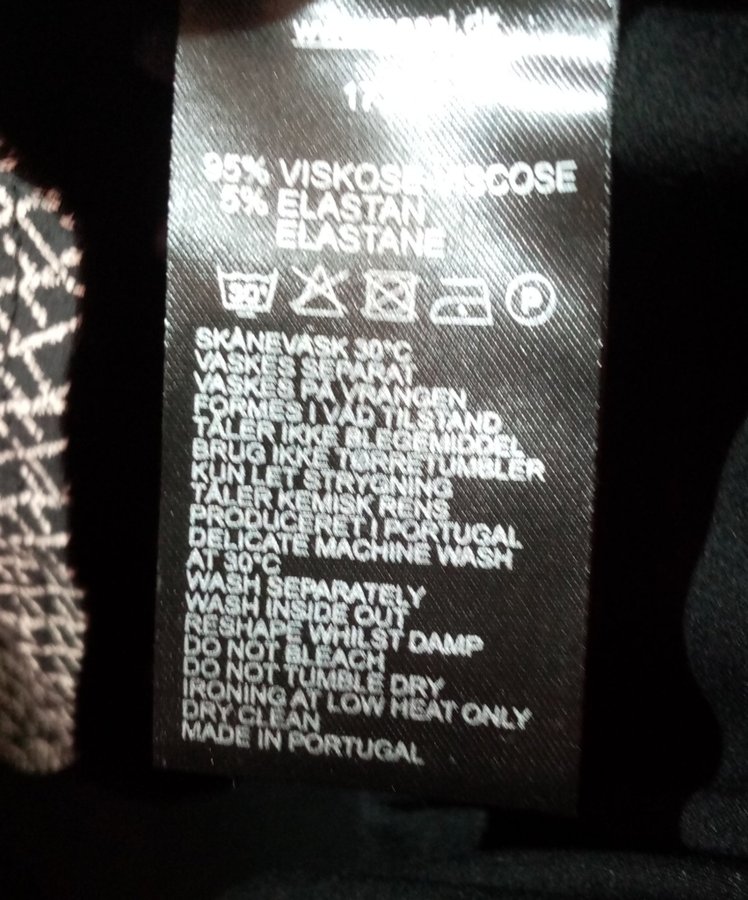 95% VISKOSE VISCOSE
5% ELASTAN
ELASTANE
30°
P
SKÅNEVASK 30°C
VASKES SEPARAT
VASKES PÅ VRANGEN
FORMES I VÅD TILSTAND
TÅLER IKKE BLEGEMIDDEL
BRUG IKKE TØRRETUMBLER
KUN LET STRYGNING
TÅLER KEMISK RENS
PRODUCERET I PORTUGAL
DELICATE MACHINE WASH
AT 30°C
WASH SEPARATELY
WASH INSIDE OUT
RESHAPE WHILST DAMP
DO NOT BLEACH
DO NOT TUMBLE DRY
IRONING AT LOW HEAT ONLY
DRY CLEAN
MADE IN PORTUGAL